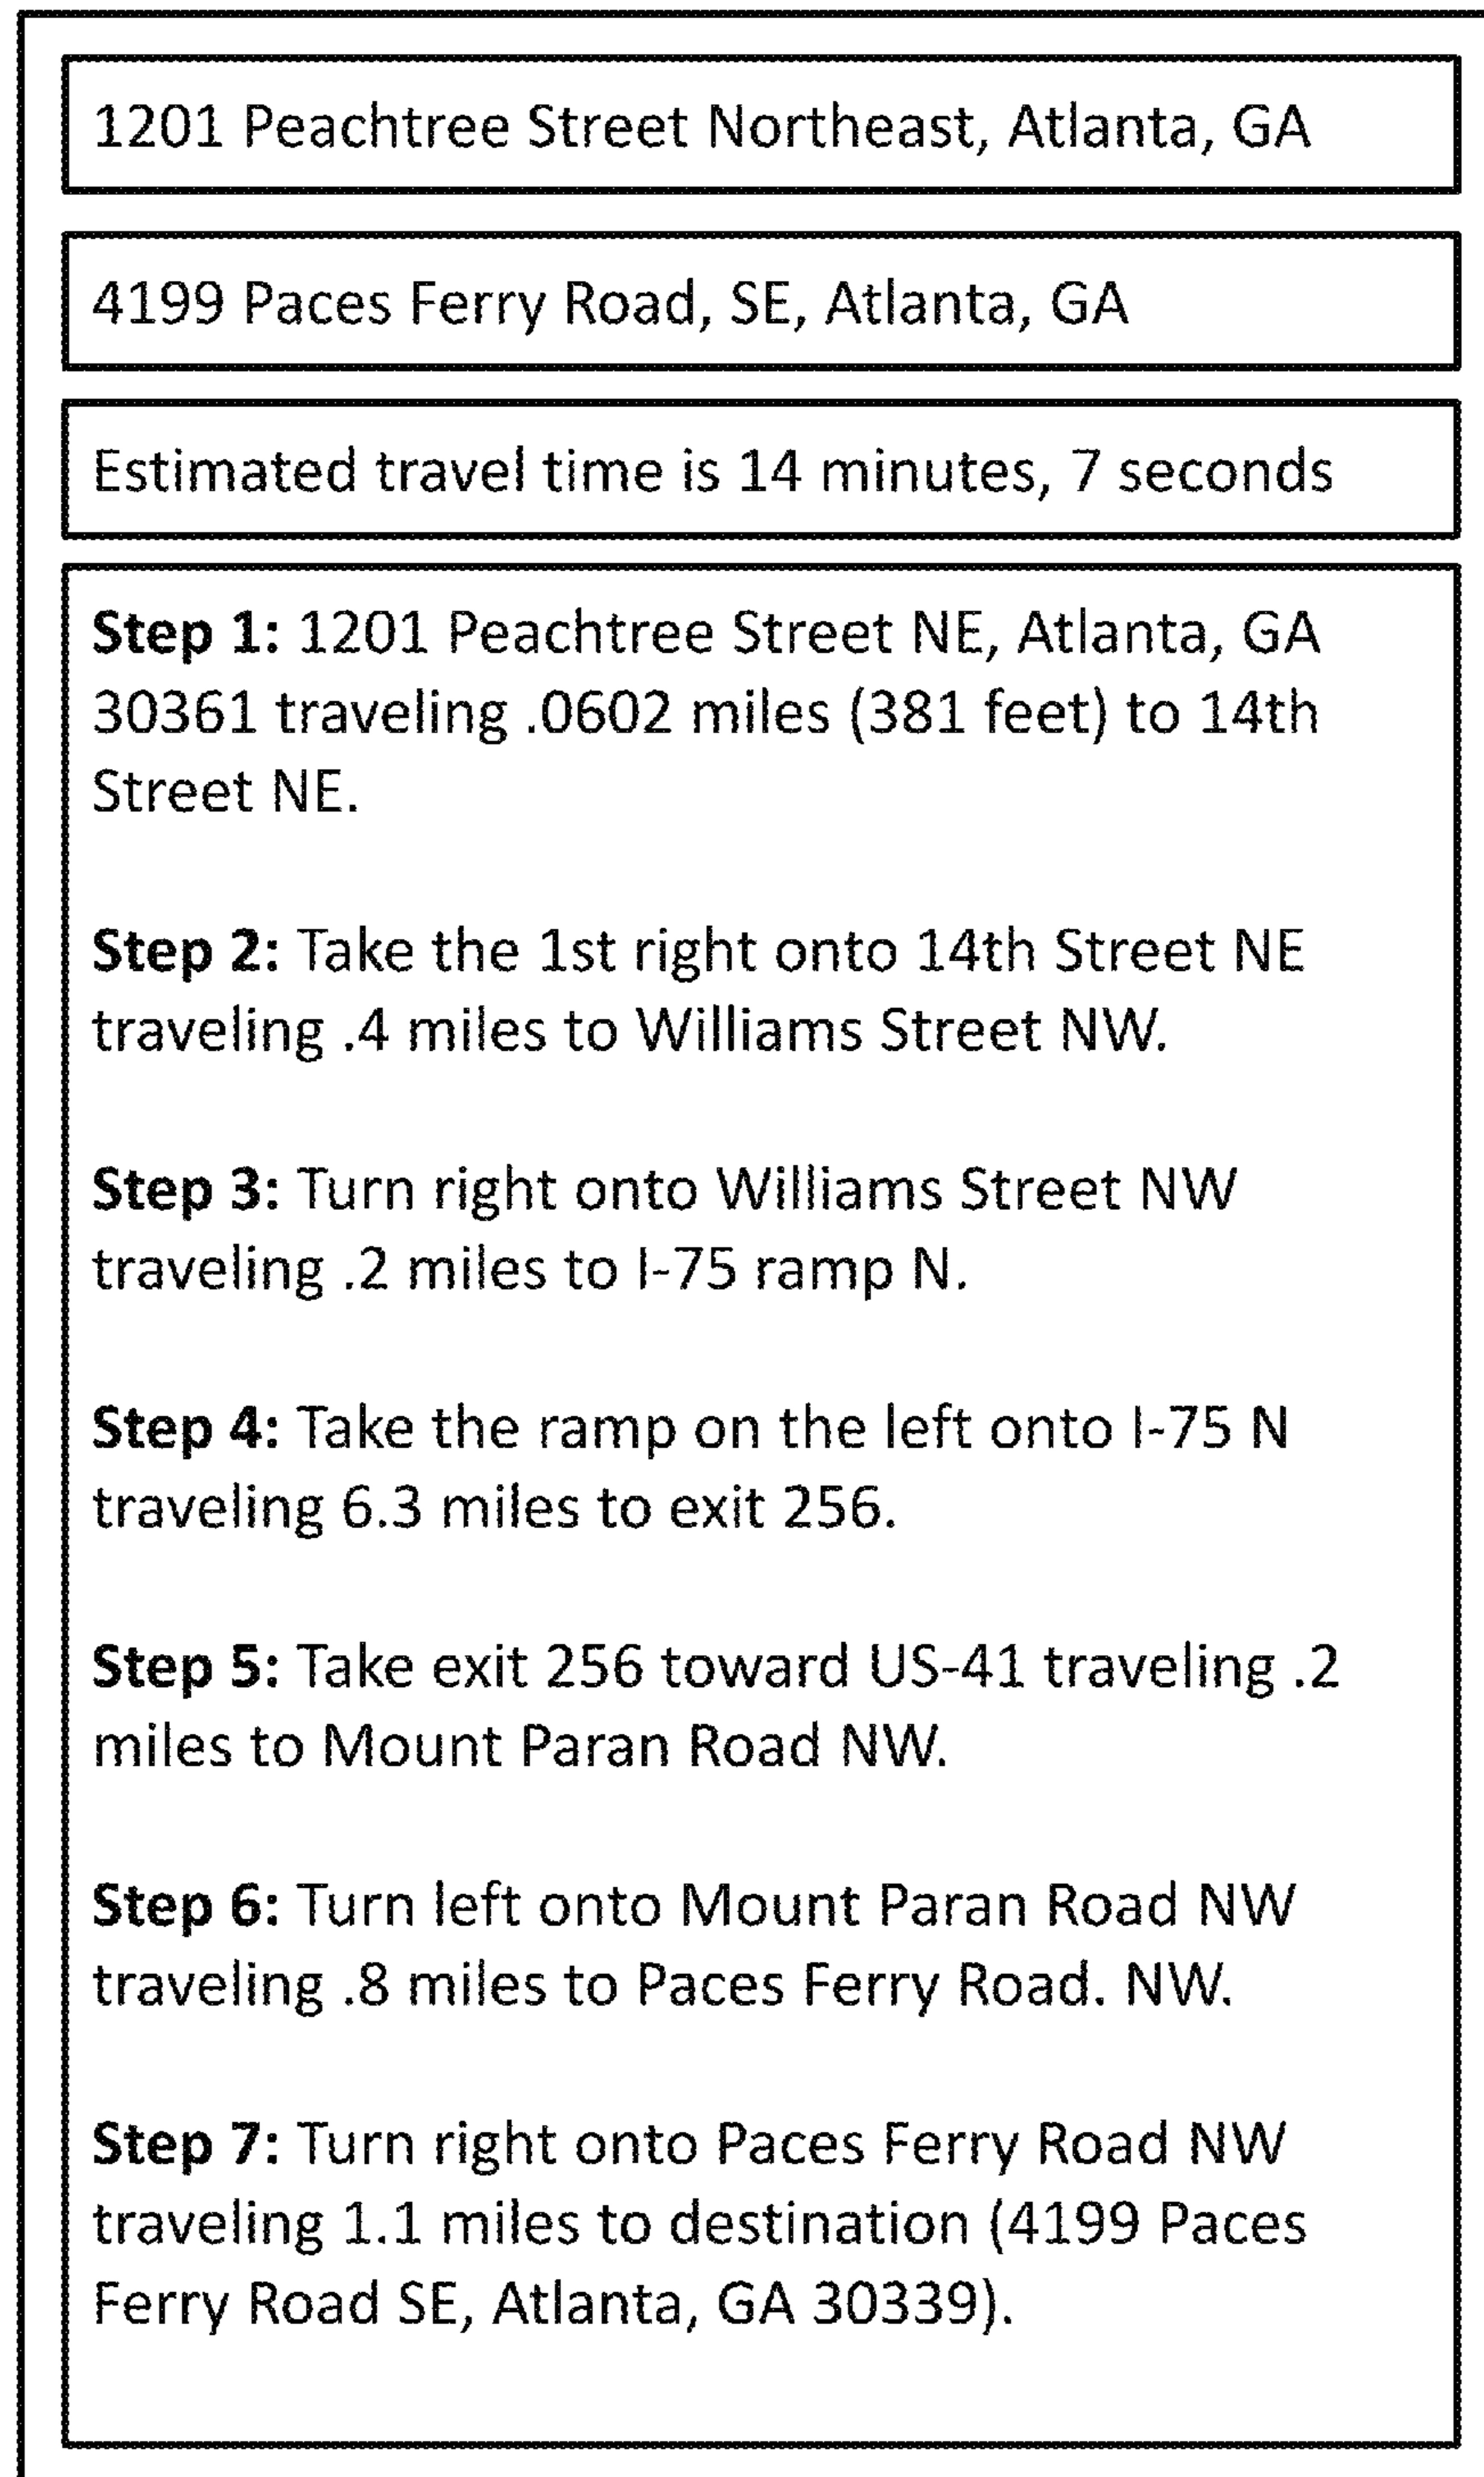 1201 Peachtree Street Northeast, Atlanta, GA
4199 Paces Ferry Road, SE, Atlanta, GA
Estimated travel time is 14 minutes, 7 seconds
Step 1: 1201 Peachtree Street NE, Atlanta, GA
30361 traveling .0602 miles (381 feet) to 14th
Street NE.
Step 2: Take the 1st right onto 14th Street NE
traveling .4 miles to Williams Street NW.
Step 3: Turn right onto Williams Street NW
traveling .2 miles to I-75 ramp N.
Step 4: Take the ramp on the left onto I-75 N
traveling 6.3 miles to exit 256.
Step 5: Take exit 256 toward US-41 traveling .2
miles to Mount Paran Road NW.
Step 6: Turn left onto Mount Paran Road NW
traveling .8 miles to Paces Ferry Road. NW.
Step 7: Turn right onto Paces Ferry Road NW
traveling 1.1 miles to destination (4199 Paces
Ferry Road SE, Atlanta, GA 30339).